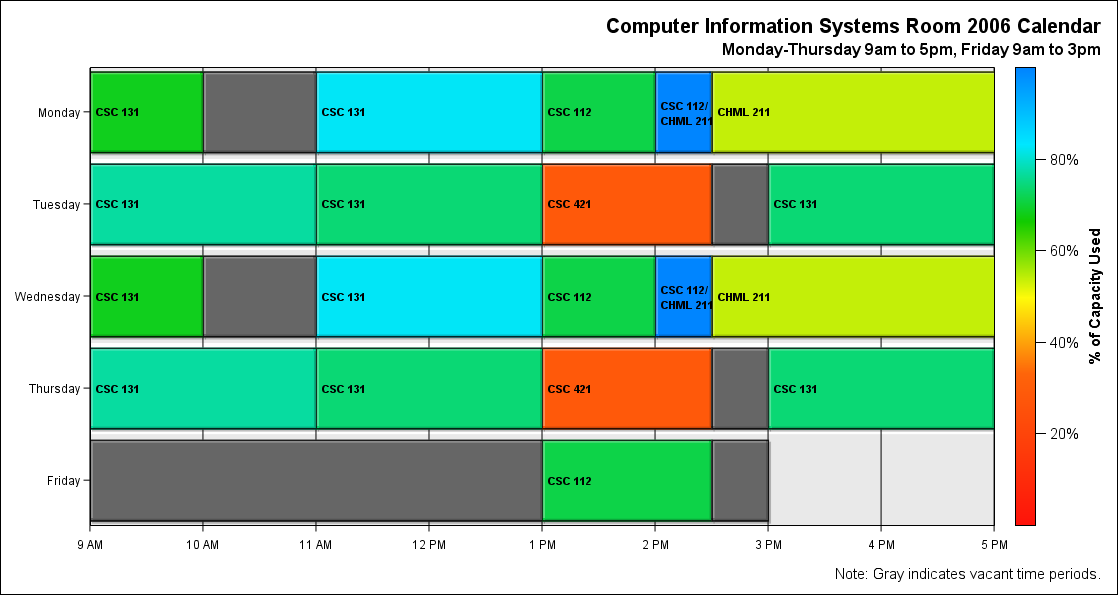 Computer Information Systems Room 2006 Calendar
Monday-Thursday 9am to 5pm, Friday 9am to 3pm
Monday
CSC 131
CSC 131
CSC 112
CSC 112/
CHML 211
CHML 211
Tuesday
CSC 131
CSC 131
CSC 421
CSC 131
Wednesday
CSC 131
CSC 131
CSC 112
CSC 112/
CHML 211
CHML 211
Thursday
CSC 131
CSC 131
CSC 421
CSC 131
Friday
CSC 112
9 AM
10 AM
11 AM
12 PM
1 PM
2 PM
3 PM
4 PM
5 PM
80%
60%
40%
20%
% of Capacity Used
Note: Gray indicates vacant time periods.